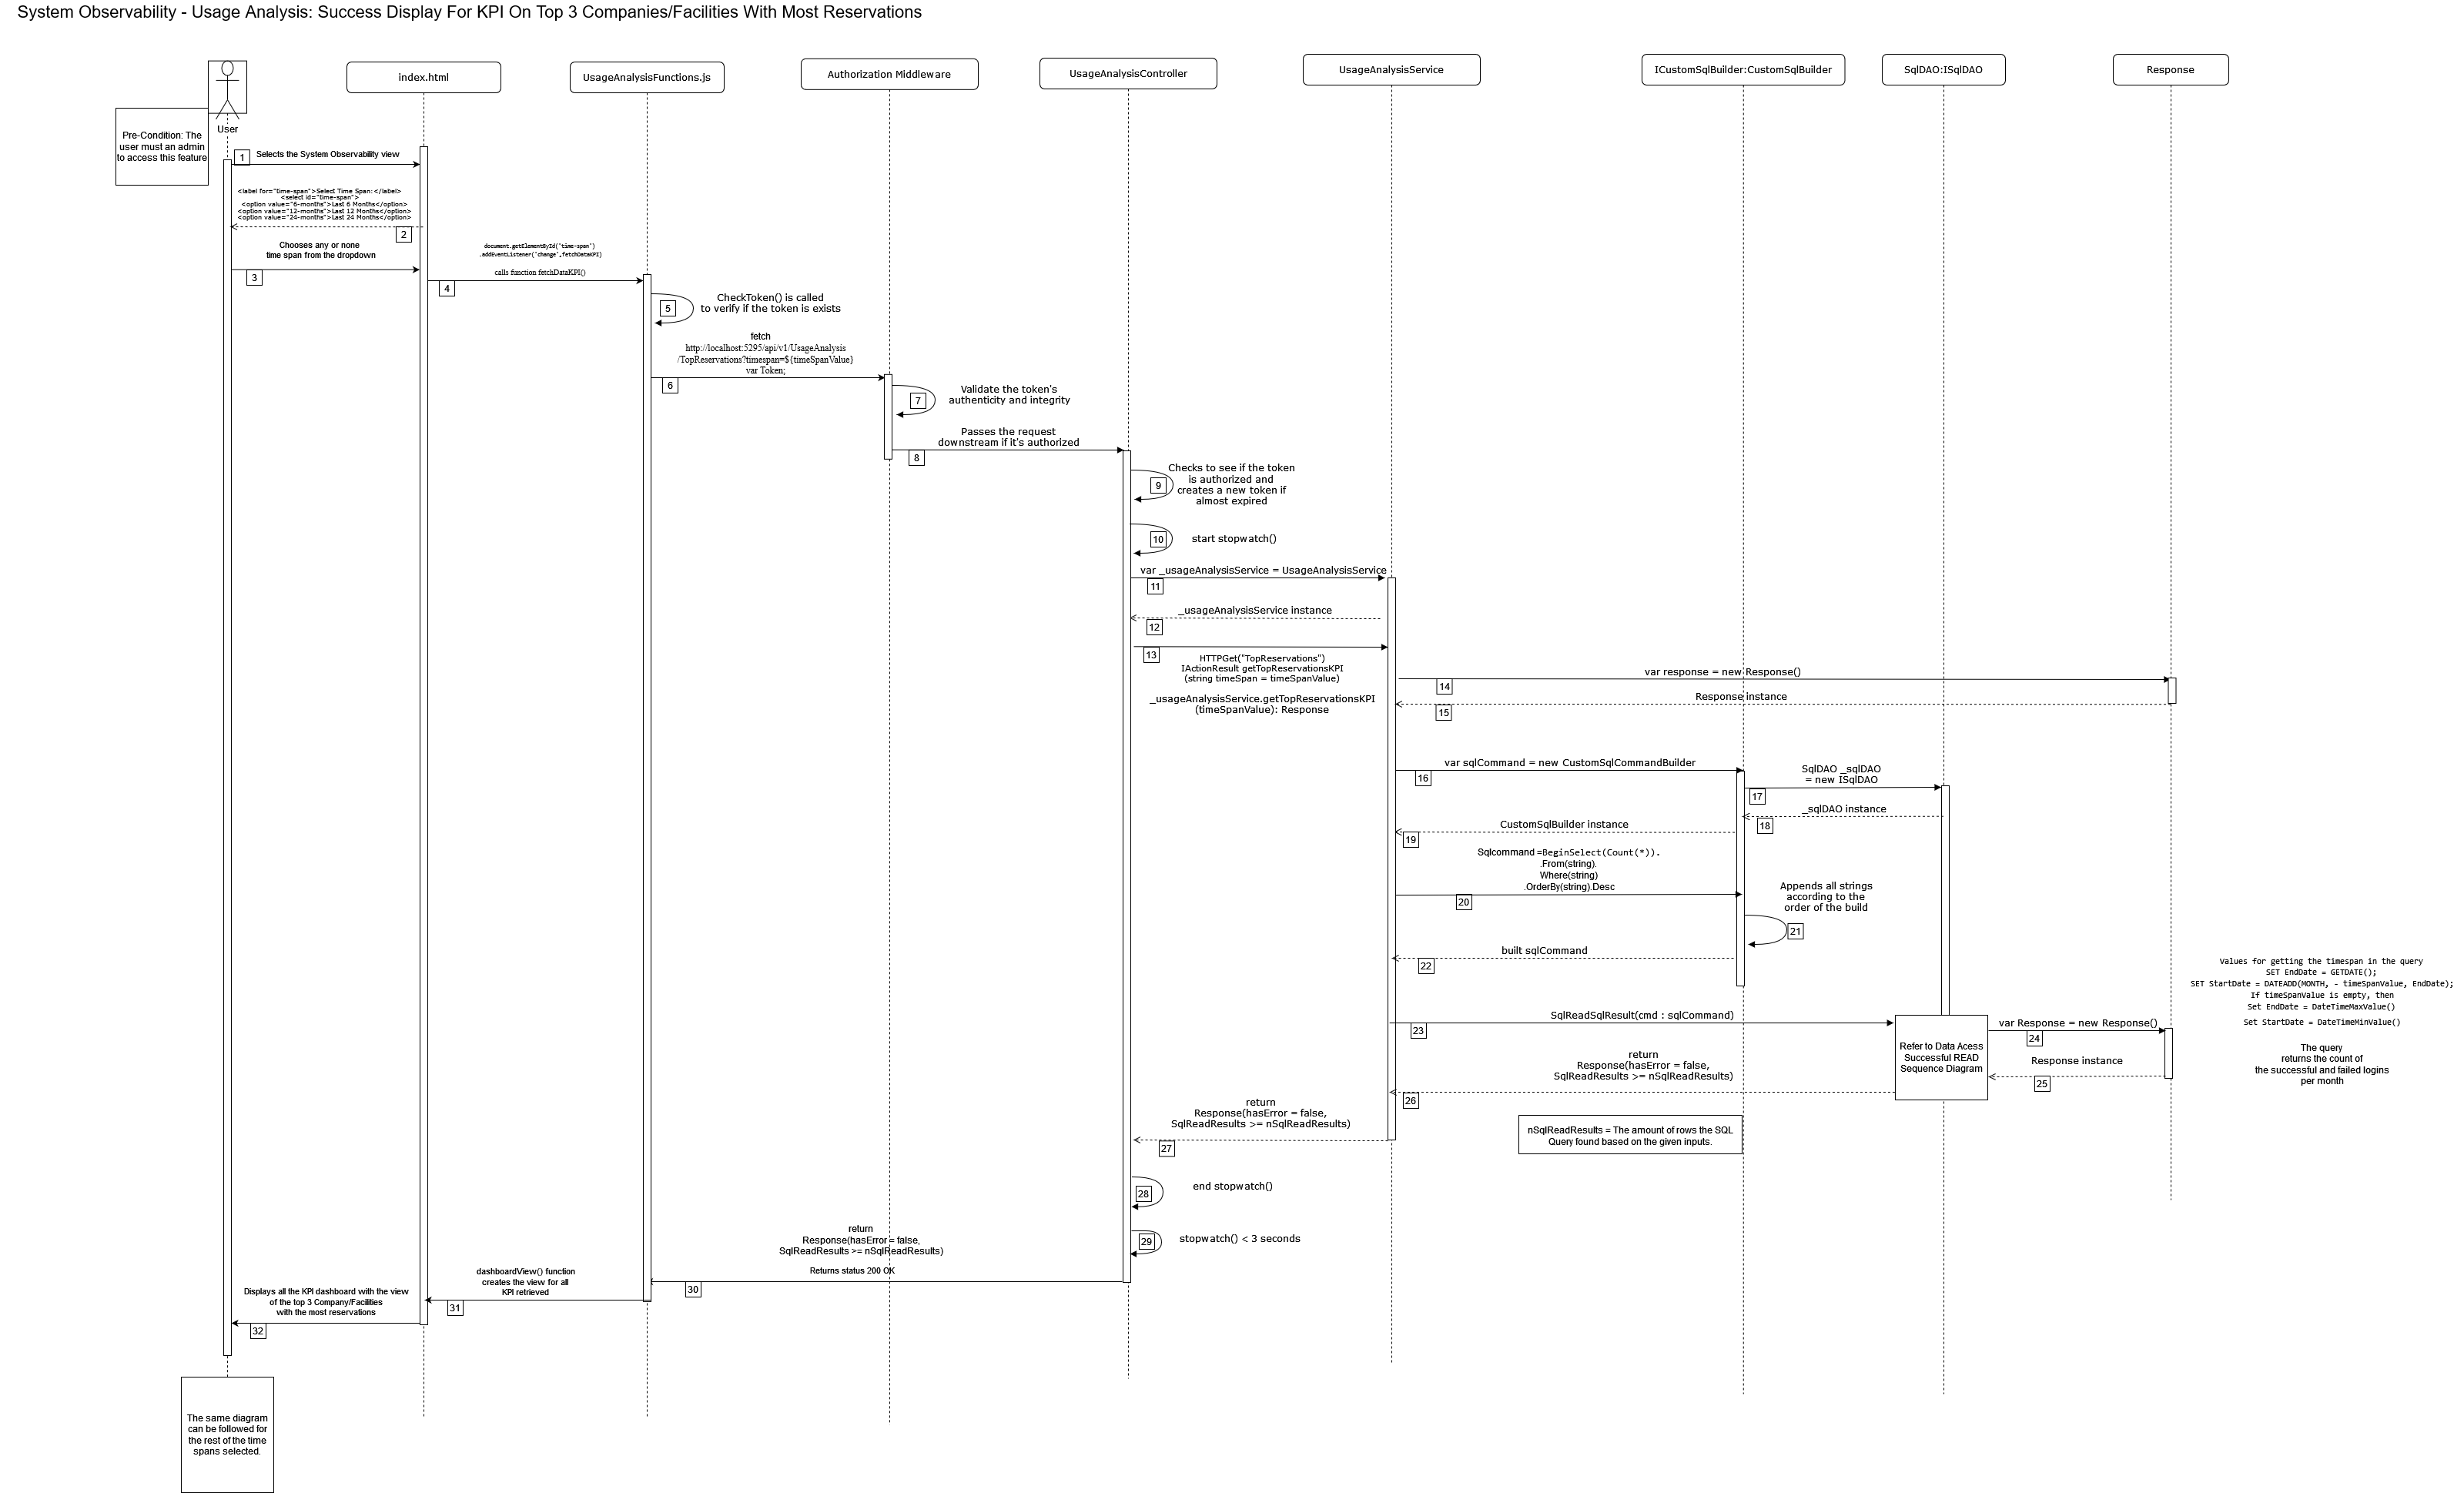 System Observability - Usage Analysis: Success Display For KPI On Top 3 Companies/Facilities With Most Reservations
index.html
UsageAnalysisFunctions.js
Authorization Middleware
UsageAnalysisController
UsageAnalysisService
ICustomSqlBuilder:CustomSqlBuilder
SqlDAO:ISqlDAO
Response
User
Pre-Condition: The
user must an admin
to access this feature
1
Selects the System Observability view
<label for="time-span">Select Time Span: </label>
<select id="time-span">
<option value="6-months">Last 6 Months</option>
<option value="12-months">Last 12 Months</option>
<option value="24-months">Last 24 Months</option>
2
Chooses any or none
time span from the dropdown
3
document.getElementById('time-span')
.addEventListener('change',fetchDataKPI)
calls function fetchDataKPI()
4
CheckToken() is called
to verify if the token is exists
5
fetch
http://localhost:5295/api/v1/UsageAnalysis
/TopReservations?timespan=${timeSpanValue}
var Token;
6
Validate the token's
authenticity and integrity
7
Passes the request
downstream if it's authorized
8
Checks to see if the token
is authorized and
creates a new token if
almost expired
9
start stopwatch()
10
var _usageAnalysisService = UsageAnalysisService
11
_usageAnalysisService instance
12
13
HTTPGet("TopReservations")
IActionResult getTopReservationsKPI
(string timeSpan = timeSpanValue)
_usageAnalysisService.getTopReservationsKPI
(timeSpanValue): Response
var response = new Response()
14
Response instance
15
var sqlCommand = new CustomSqlCommandBuilder
16
SqlDAO _sqlDAO
= new ISqlDAO
17
_sqlDAO instance
18
CustomSqlBuilder instance
19
Sqlcommand =BeginSelect(Count(*)).
.From(string).
Where(string)
.OrderBy(string).Desc
20
Appends all strings
according to the
order of the build
21
built sqlCommand
22
Values for getting the timespan in the query
SET EndDate = GETDATE();
SET StartDate = DATEADD(MONTH, - timeSpanValue, EndDate);
If timeSpanValue is empty, then
Set EndDate = DateTimeMaxValue()
Set StartDate = DateTimeMinValue()
The query
returns the count of
the successful and failed logins
per month
SqlReadSqlResult(cmd : sqlCommand)
23
Refer to Data Acess
Successful READ
Sequence Diagram
var Response = new Response()
24
Response instance
25
return
Response(hasError = false,
SqlReadResults >= nSqlReadResults)
26
return
Response(hasError = false,
SqlReadResults >= nSqlReadResults)
27
nSqlReadResults = The amount of rows the SQL
Query found based on the given inputs.
end stopwatch()
28
stopwatch() < 3 seconds
29
return
Response(hasError = false,
SqlReadResults >= nSqlReadResults)
Returns status 200 OK
30
dashboardView() function
creates the view for all
KPI retrieved
31
Displays all the KPI dashboard with the view
of the top 3 Company/Facilities
with the most reservations
32
The same diagram
can be followed for
the rest of the time
spans selected.